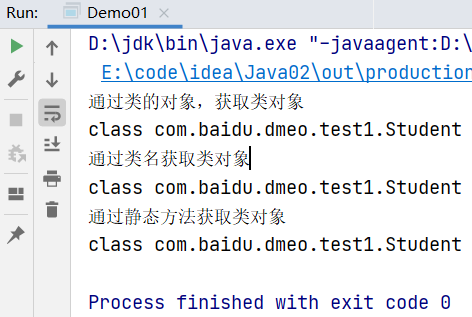 Run: Demo01
D:\jdk\bin\java.exe "-javaagent:D:\
E:\code\idea\Java02\out\production
通过类的对象，获取类对象
class com.baidu.dmeo.test1.Student
通过类名获取类对象
class com.baidu.dmeo.test1.Student
通过静态方法获取类对象
class com.baidu.dmeo.test1.Student
Process finished with exit code 0